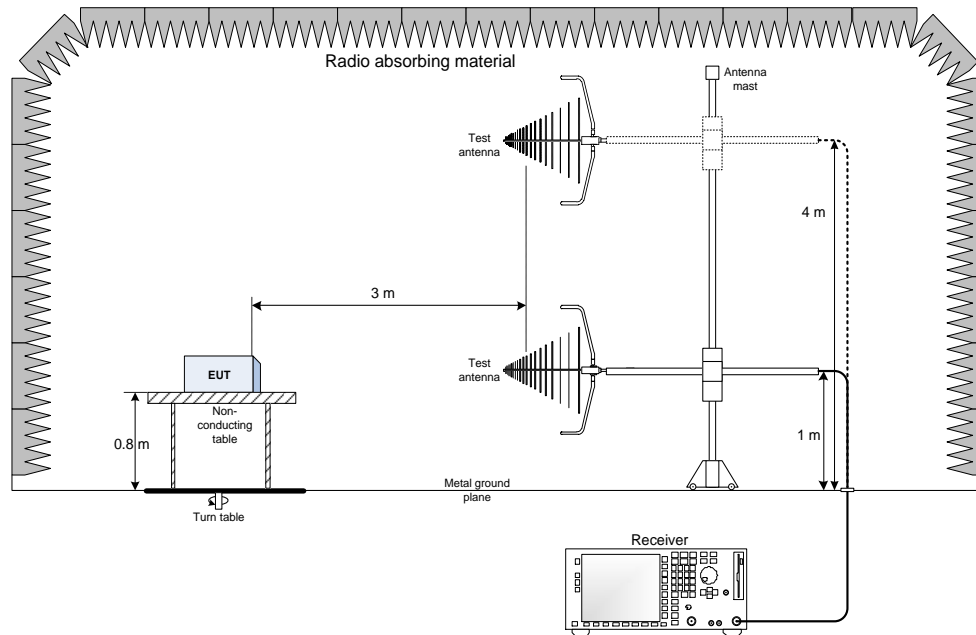 Radio absorbing material
Antenna
mast
Test
antenna
4 m
3 m
Test
antenna
EUT
Non-
conducting
table
0.8 m
1 m
Metal ground
plane
Turn table
Receiver